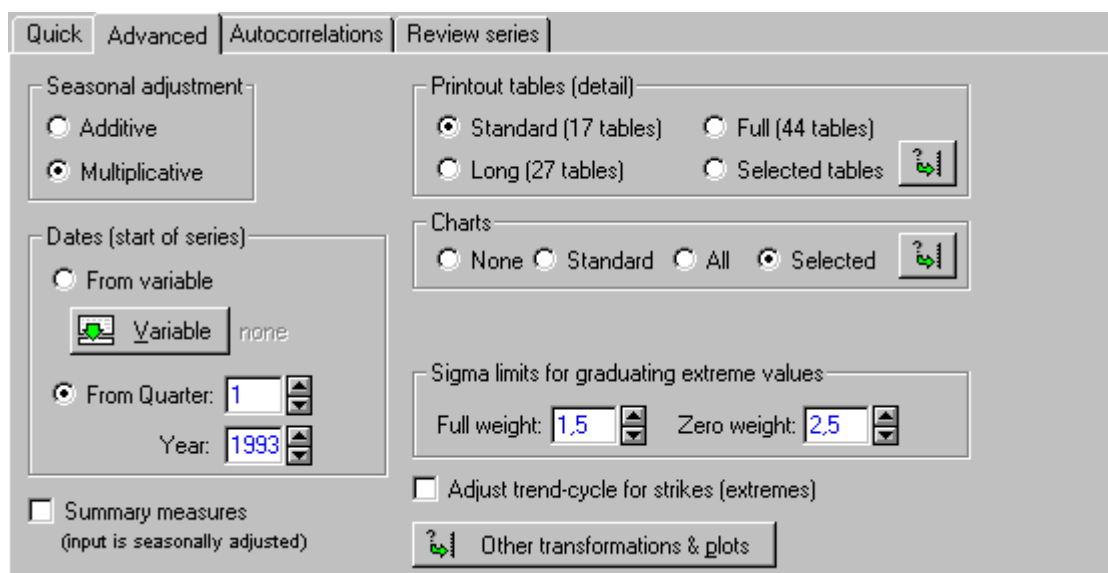 Quick Advanced Autocorrelations Review series
Seasonal adjustment
Additive
Multiplicative
Dates (start of series)
From variable
Variable none
From Quarter: 1
Year: 1993
Summary measures
(input is seasonally adjusted)
Printout tables (detail)
Standard (17 tables) Full (44 tables)
Long (27 tables) Selected tables
Charts
None Standard All Selected
Sigma limits for graduating extreme values
Full weight: 1,5 Zero weight: 2,5
Adjust trend-cycle for strikes (extremes)
Other transformations & plots